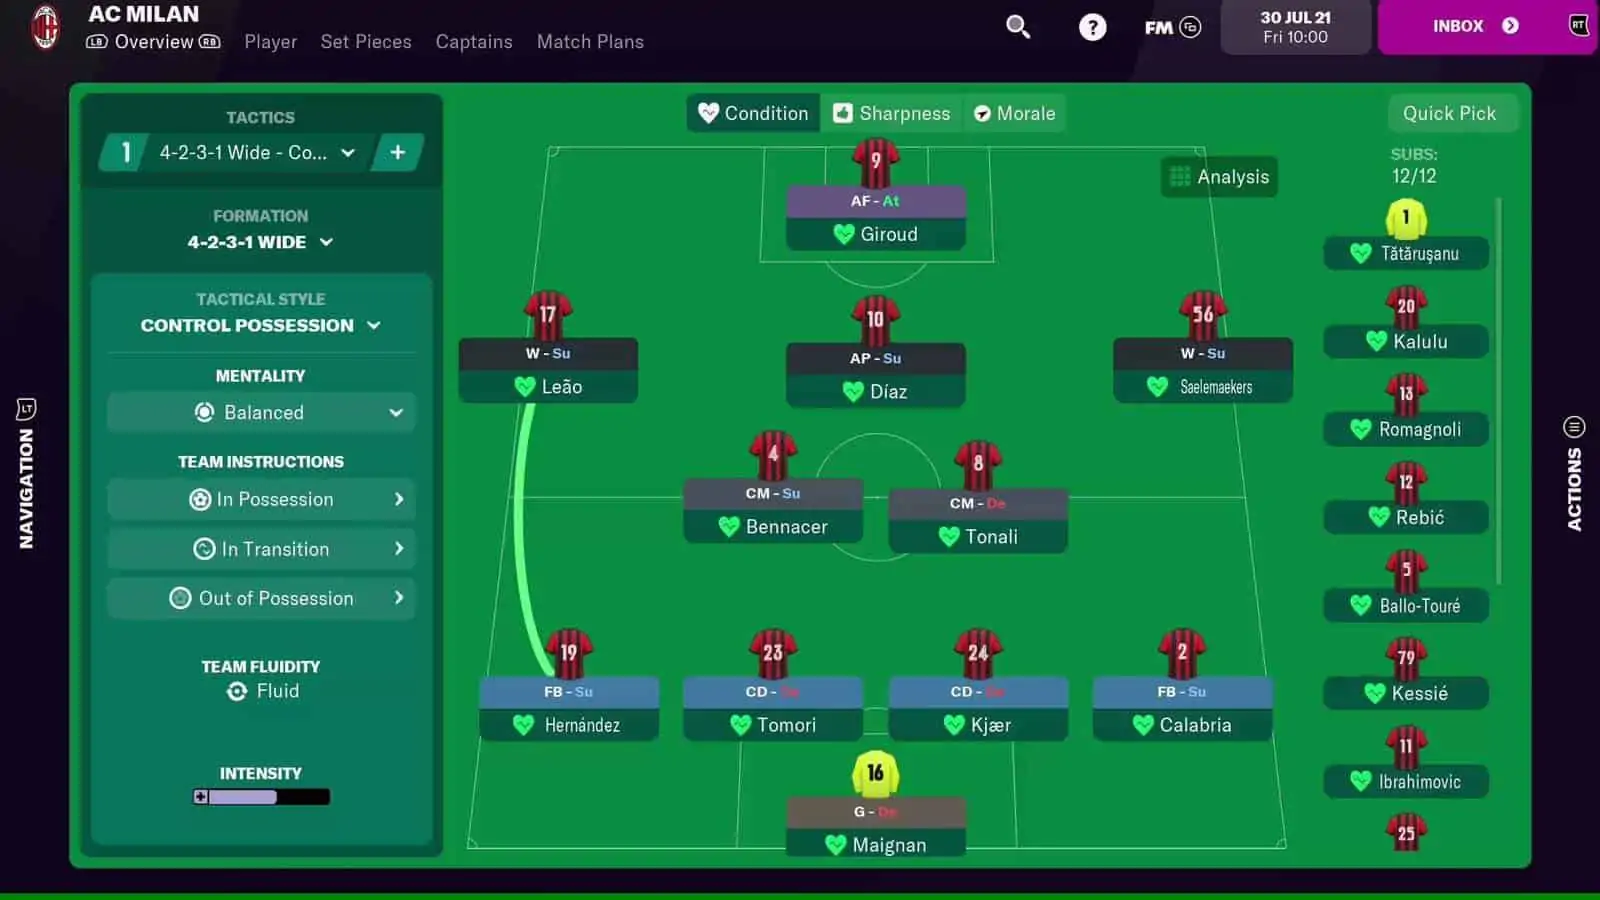 AC MILAN
LB Overview RB Player Set Pieces Captains Match Plans
? FM
30 JUL 21
Fri 10:00
INBOX
RT
LT
NAVIGATION
ACTIONS
TACTICS
1 4-2-3-1 Wide - Co... +
FORMATION
4-2-3-1 WIDE
TACTICAL STYLE
CONTROL POSSESSION
MENTALITY
Balanced
TEAM INSTRUCTIONS
In Possession
In Transition
Out of Possession
TEAM FLUIDITY
Fluid
INTENSITY
Condition Sharpness Morale
Quick Pick
Analysis
9
AF - At
Giroud
17
W - Su
Leão
10
AP - Su
Díaz
56
W - Su
Saelemaekers
4
CM - Su
Bennacer
8
CM - De
Tonali
19
FB - Su
Hernández
23
CD - De
Tomori
24
CD - De
Kjær
2
FB - Su
Calabria
16
G - De
Maignan
SUBS:
12/12
1
Tătărușanu
20
Kalulu
13
Romagnoli
12
Rebić
5
Ballo-Touré
79
Kessié
11
Ibrahimovic
25